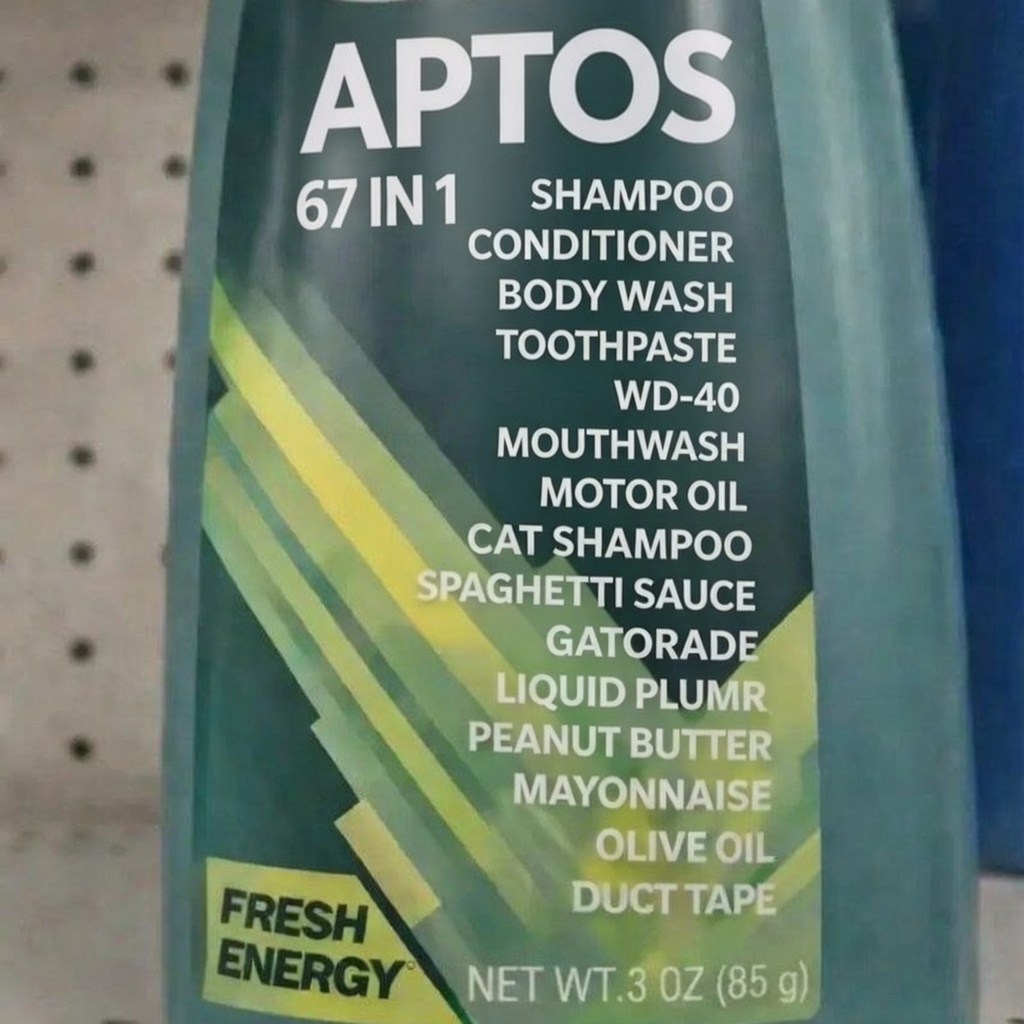 APTOS
67 IN 1
SHAMPOO
CONDITIONER
BODY WASH
TOOTHPASTE
WD-40
MOUTHWASH
MOTOR OIL
CAT SHAMPOO
SPAGHETTI SAUCE
GATORADE
LIQUID PLUMR
PEANUT BUTTER
MAYONNAISE
OLIVE OIL
DUCT TAPE
FRESH
ENERGY
NET WT.3 OZ (85 g)